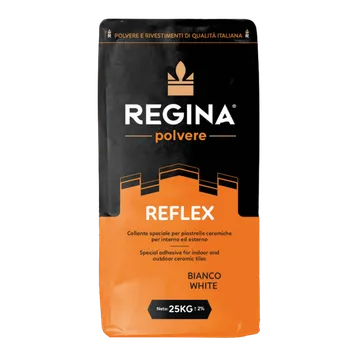 POLVERE E RIVESTIMENTI DI QUALITÀ ITALIANA
REGINA®
polvere
REFLEX
Collante speciale per piastrelle ceramiche
per interno ed esterno
Special adhesive for indoor and
outdoor ceramic tiles
BIANCO
WHITE
Neto: 25KG ± 2%